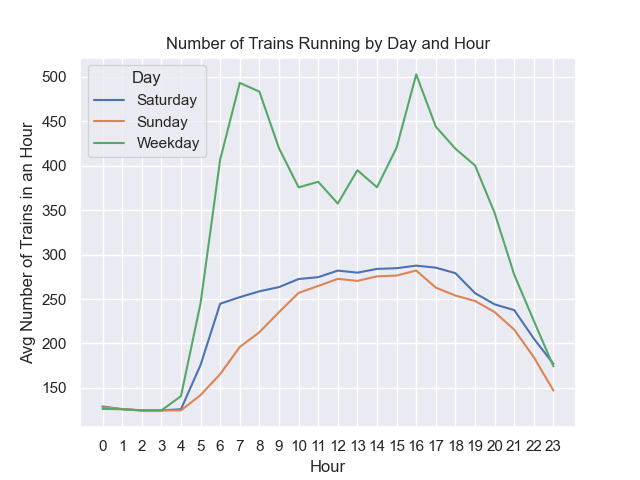 Number of Trains Running by Day and Hour
Day
Saturday
Sunday
Weekday
Avg Number of Trains in an Hour
500
450
400
350
300
250
200
150
0 1 2 3 4 5 6 7 8 9 10 11 12 13 14 15 16 17 18 19 20 21 22 23
Hour